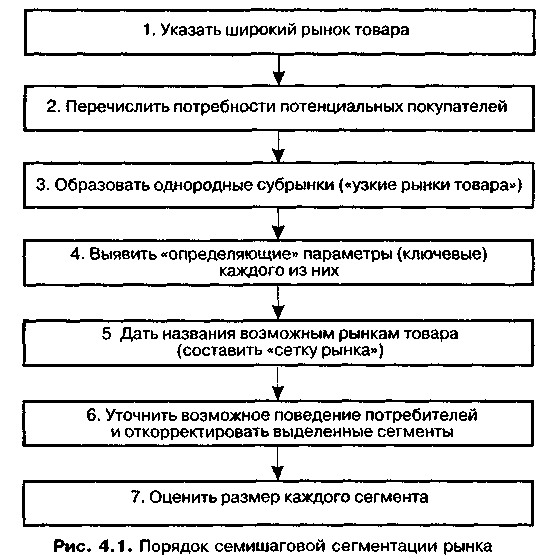 1. Указать широкий рынок товара
2. Перечислить потребности потенциальных покупателей
3. Образовать однородные субрынки («узкие рынки товара»)
4. Выявить «определяющие» параметры (ключевые)
каждого из них
5 Дать названия возможным рынкам товара
(составить «сетку рынка»)
6. Уточнить возможное поведение потребителей
и откорректировать выделенные сегменты
7. Оценить размер каждого сегмента
Рис. 4.1. Порядок семишаговой сегментации рынка